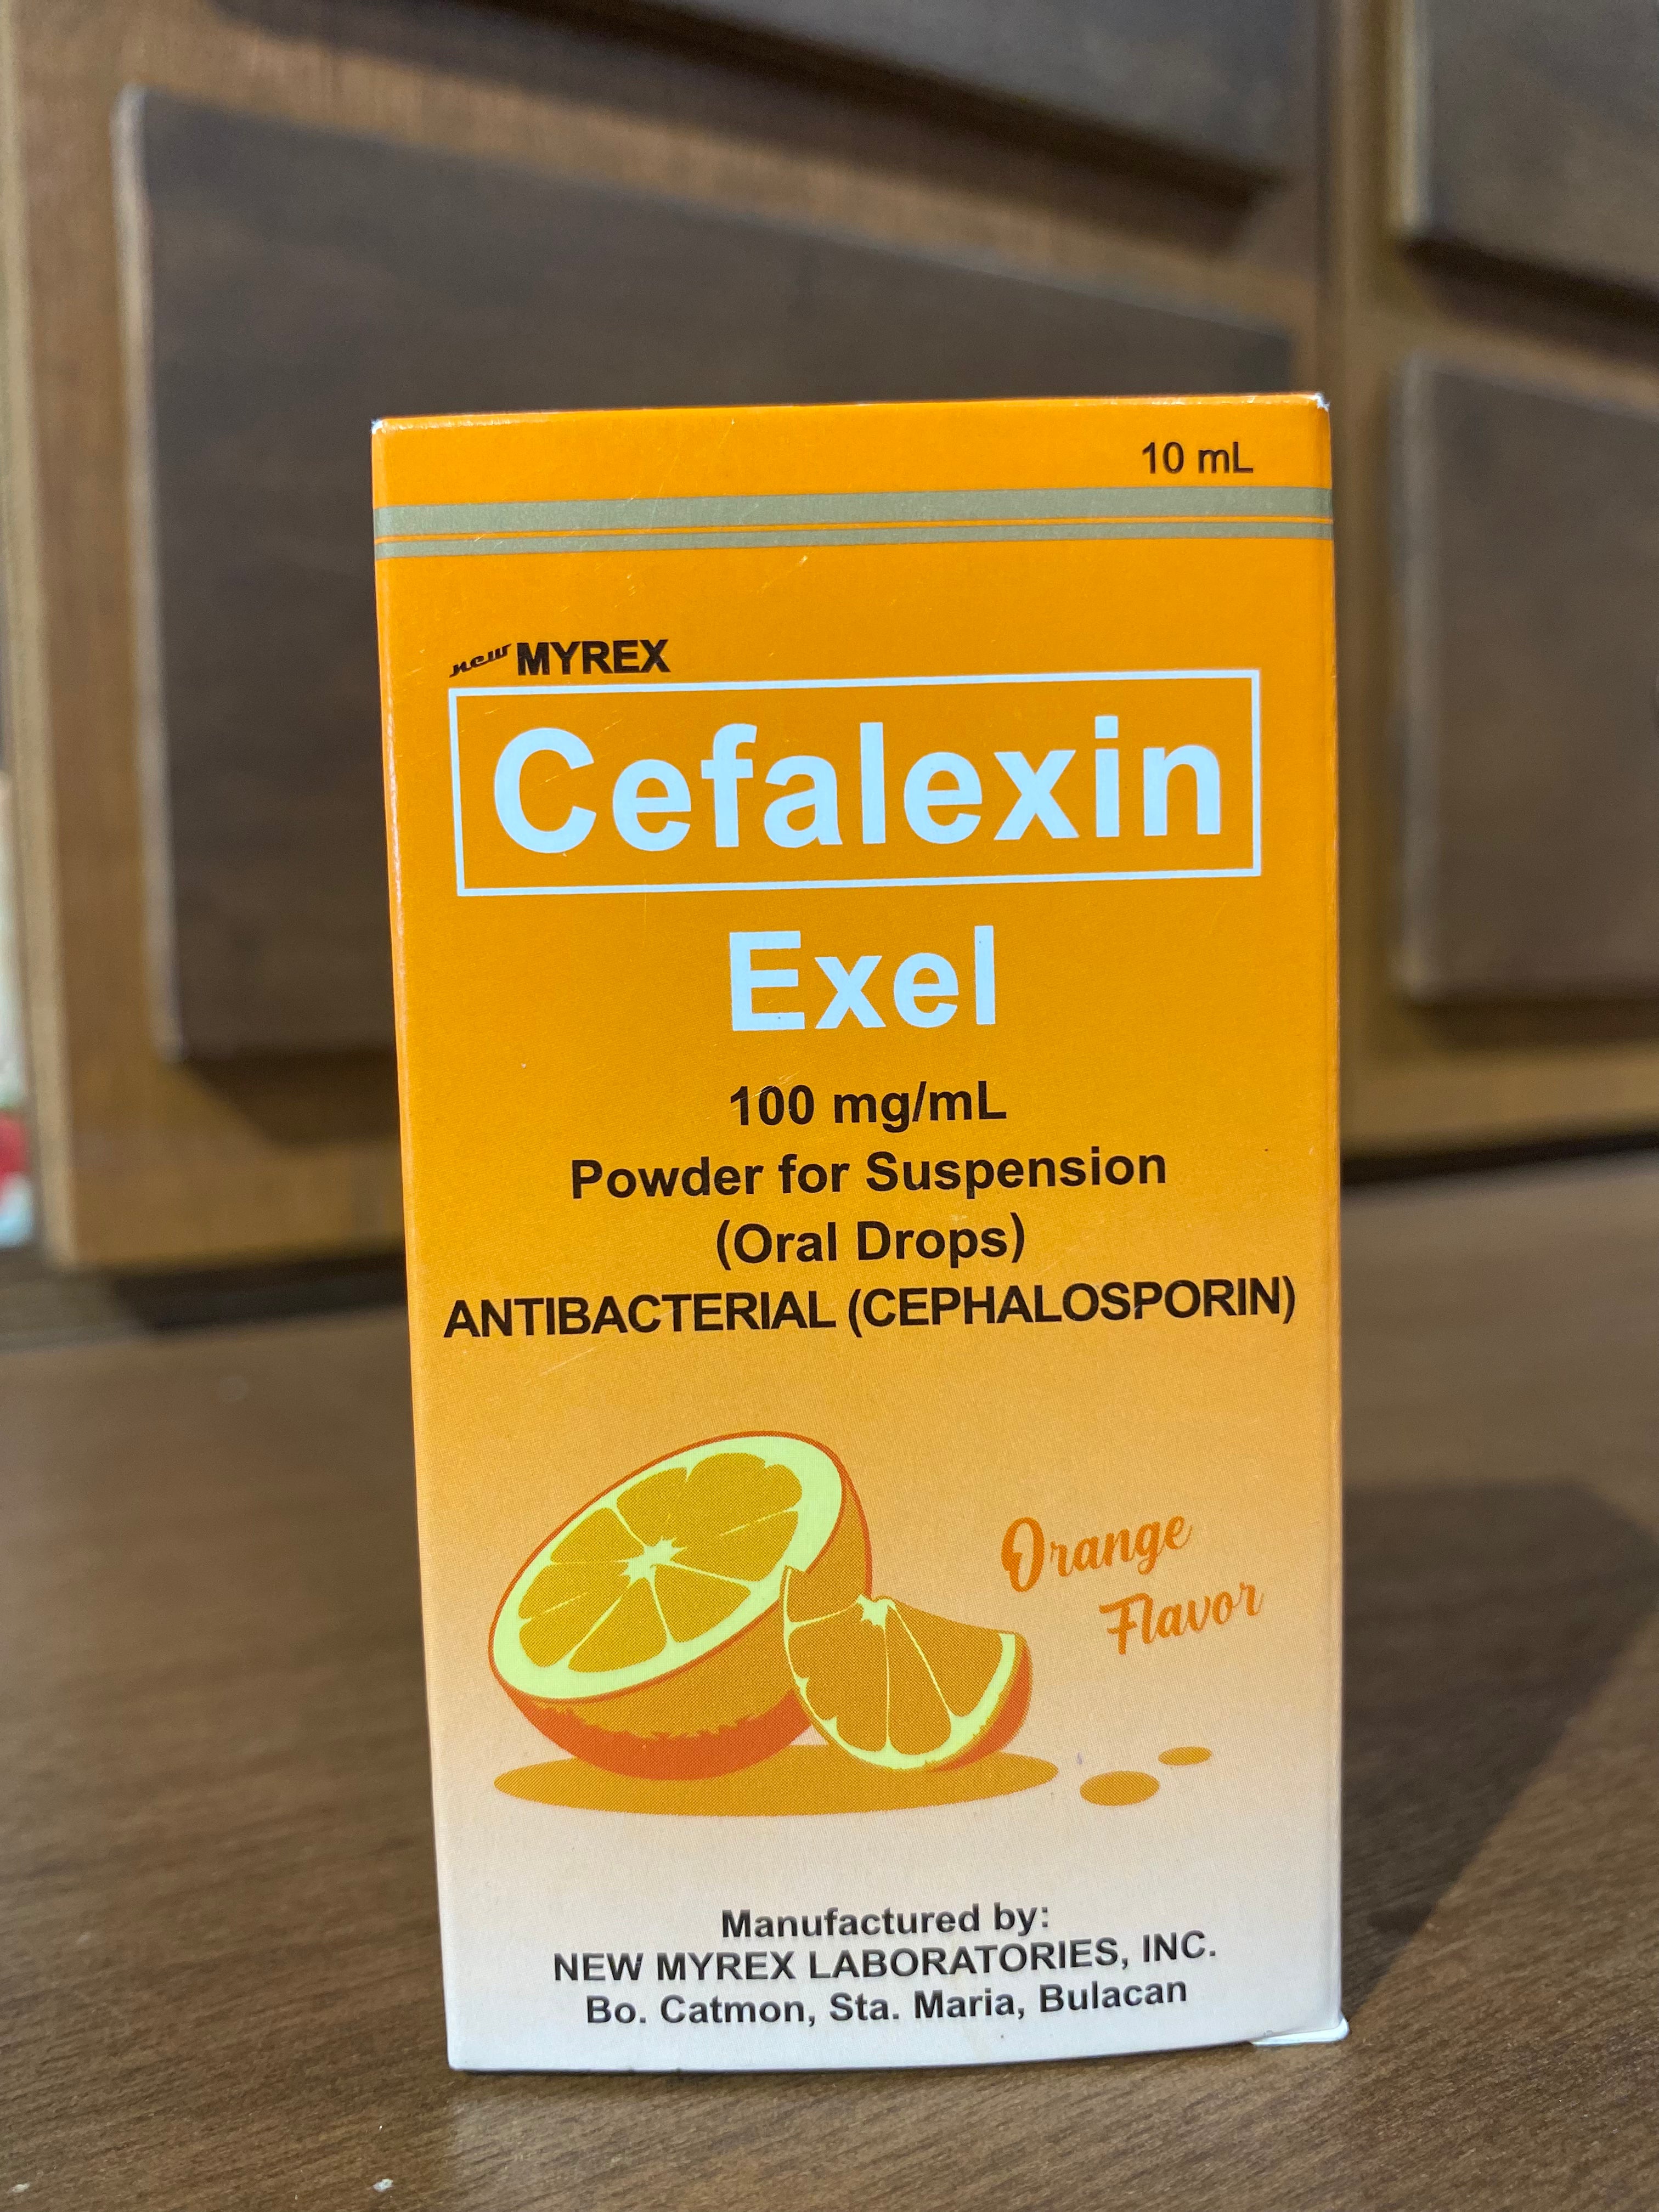 10 mL
new MYREX
Cefalexin
Exel
100 mg/mL
Powder for Suspension
(Oral Drops)
ANTIBACTERIAL (CEPHALOSPORIN)
Orange
Flavor
Manufactured by:
NEW MYREX LABORATORIES, INC.
Bo. Catmon, Sta. Maria, Bulacan